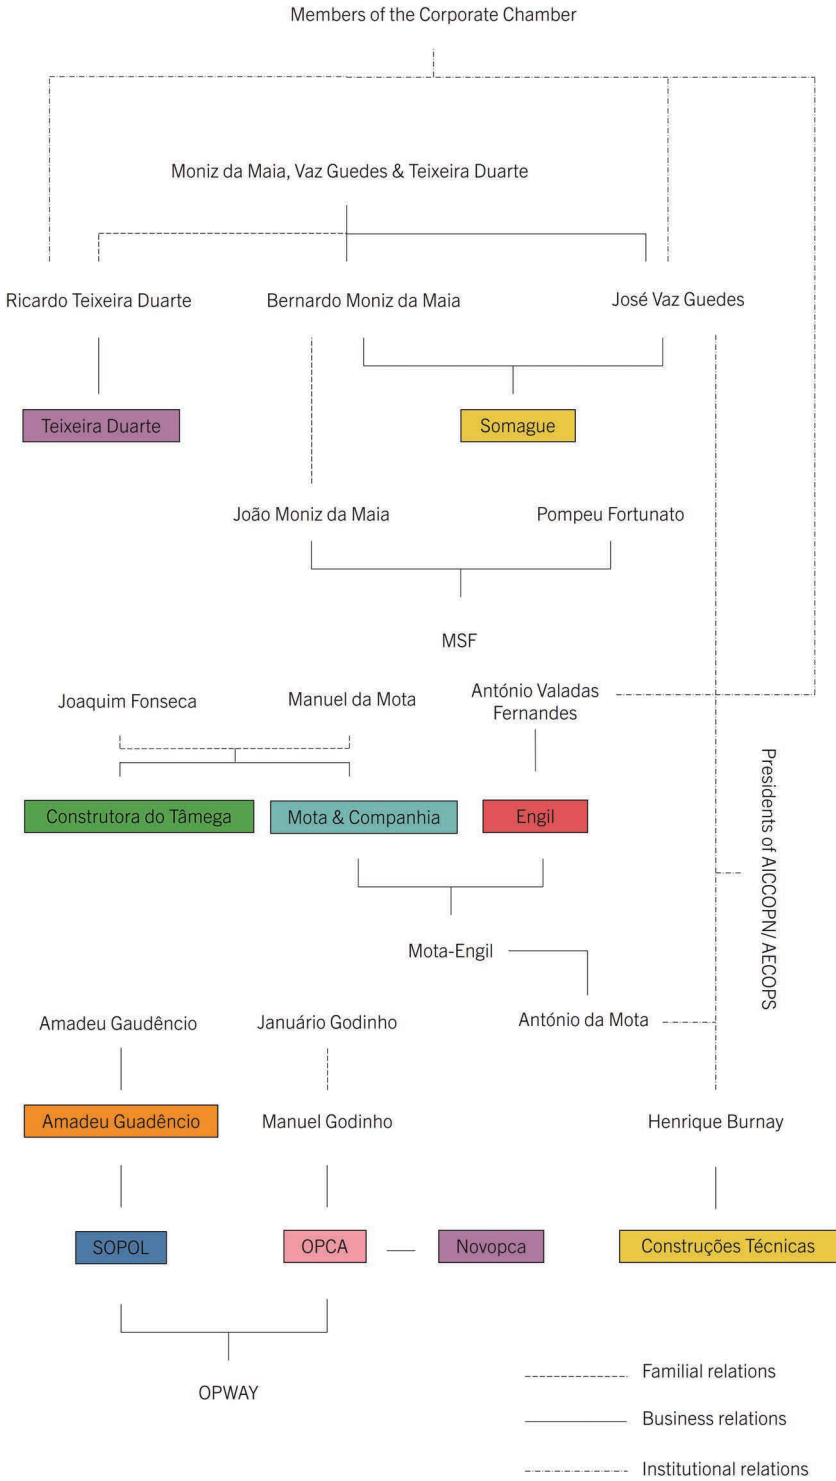 Members of the Corporate Chamber
Moniz da Maia, Vaz Guedes & Teixeira Duarte
Ricardo Teixeira Duarte
Bernardo Moniz da Maia
José Vaz Guedes
Teixeira Duarte
Somague
João Moniz da Maia
Pompeu Fortunato
MSF
Joaquim Fonseca
Manuel da Mota
António Valadas
Fernandes
Presidents of AICCOPN/ AECOPS
Construtora do Tâmega
Mota & Companhia
Engil
Mota-Engil
António da Mota
Amadeu Gaudêncio
Januário Godinho
Amadeu Guadêncio
Manuel Godinho
Henrique Burnay
SOPOL
OPCA
Novopca
Construções Técnicas
OPWAY
Familial relations
Business relations
Institutional relations